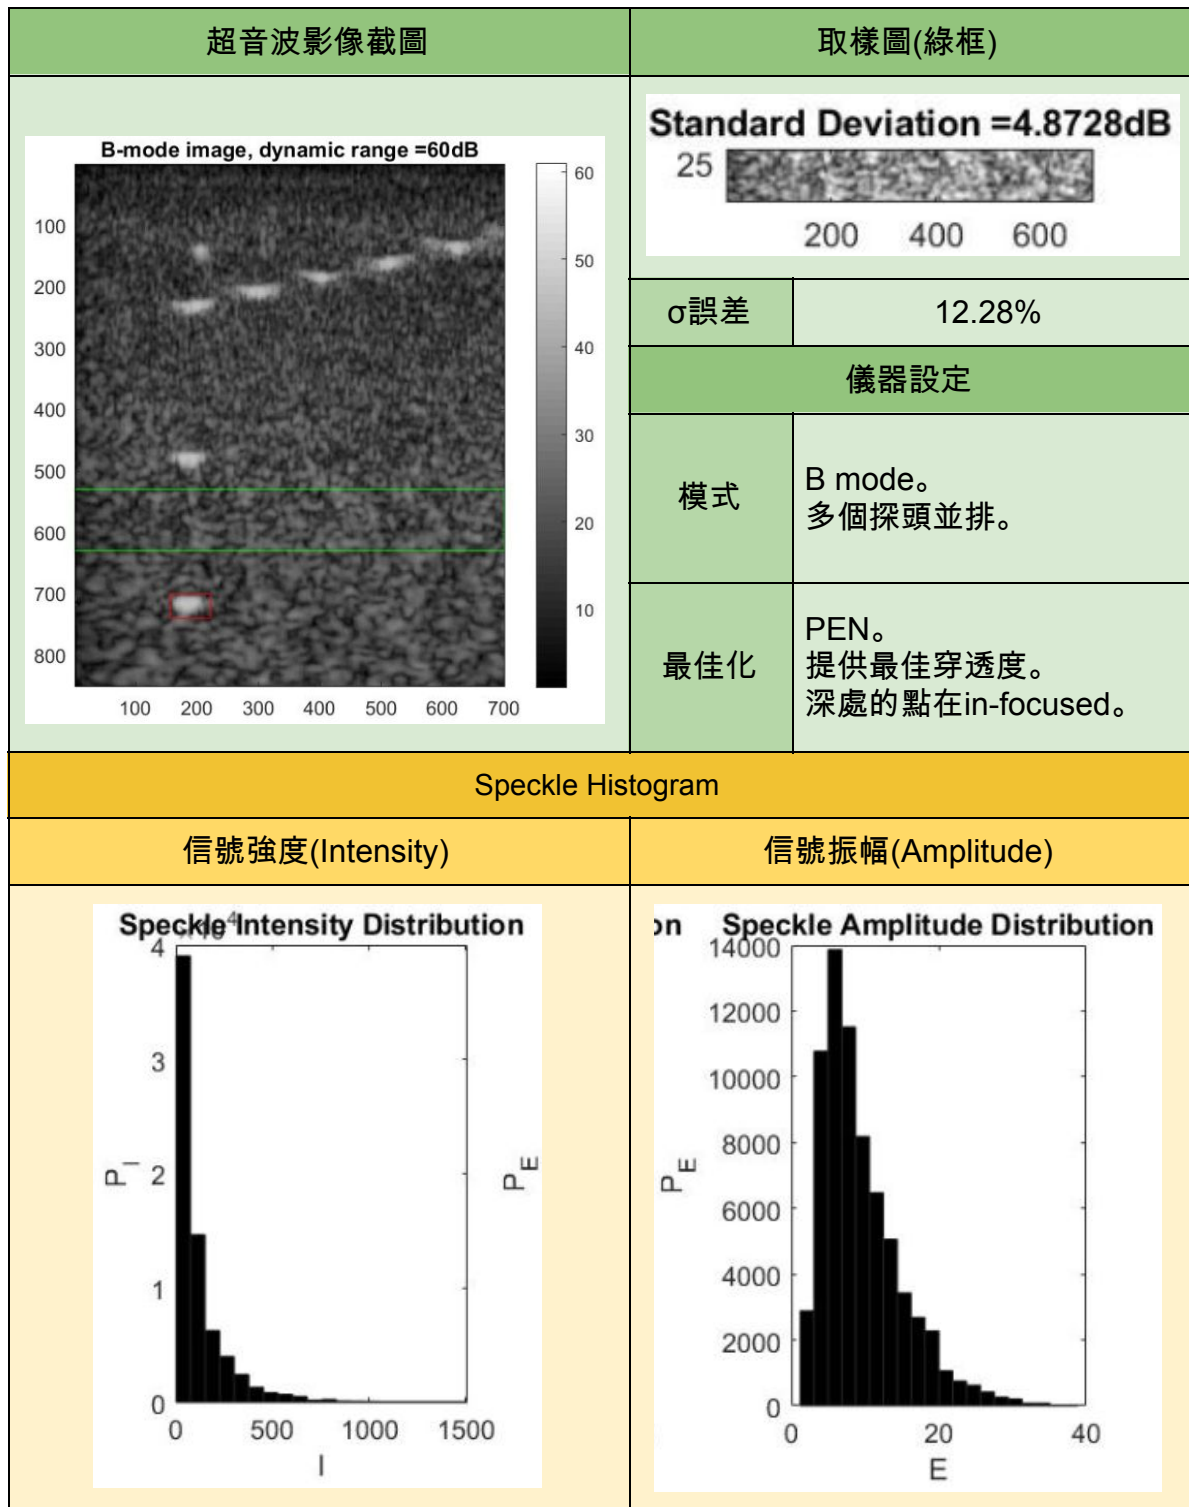 超音波影像截圖
取樣圖(綠框)
B-mode image, dynamic range =60dB
100
200
300
400
500
600
700
800
100 200 300 400 500 600 700
60
50
40
30
20
10
Standard Deviation =4.8728dB
25
200 400 600
σ誤差
12.28%
儀器設定
模式
B mode。
多個探頭並排。
最佳化
PEN。
提供最佳穿透度。
深處的點在in-focused。
Speckle Histogram
信號強度(Intensity)
信號振幅(Amplitude)
Speckle Intensity Distribution
×10⁴
4
3
2
1
0
P_I
0 500 1000 1500
I
P_E
on
Speckle Amplitude Distribution
14000
12000
10000
8000
6000
4000
2000
0
P_E
0 20 40
E